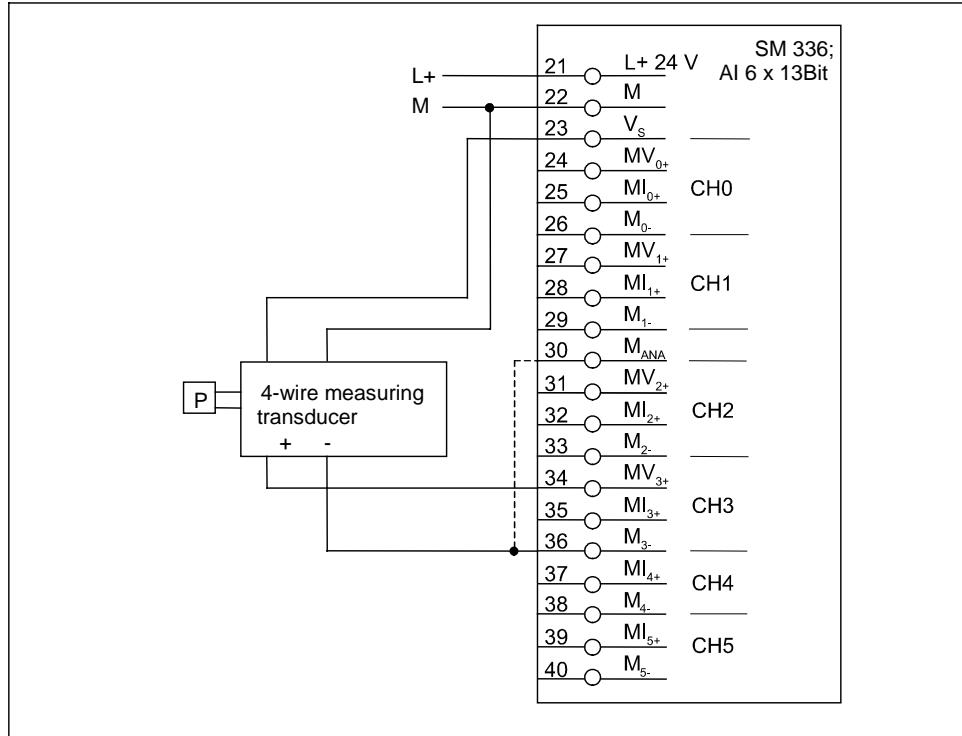 SM 336;
AI 6 x 13Bit
L+
M
21 L+ 24 V
22 M
23 Vs
24 MV0+
25 MI0+ CH0
26 M0-
27 MV1+
28 MI1+ CH1
29 M1-
30 MANA
31 MV2+
32 MI2+ CH2
33 M2-
34 MV3+
35 MI3+ CH3
36 M3-
37 MI4+ CH4
38 M4-
39 MI5+ CH5
40 M5-
P
4-wire measuring
transducer
+ -